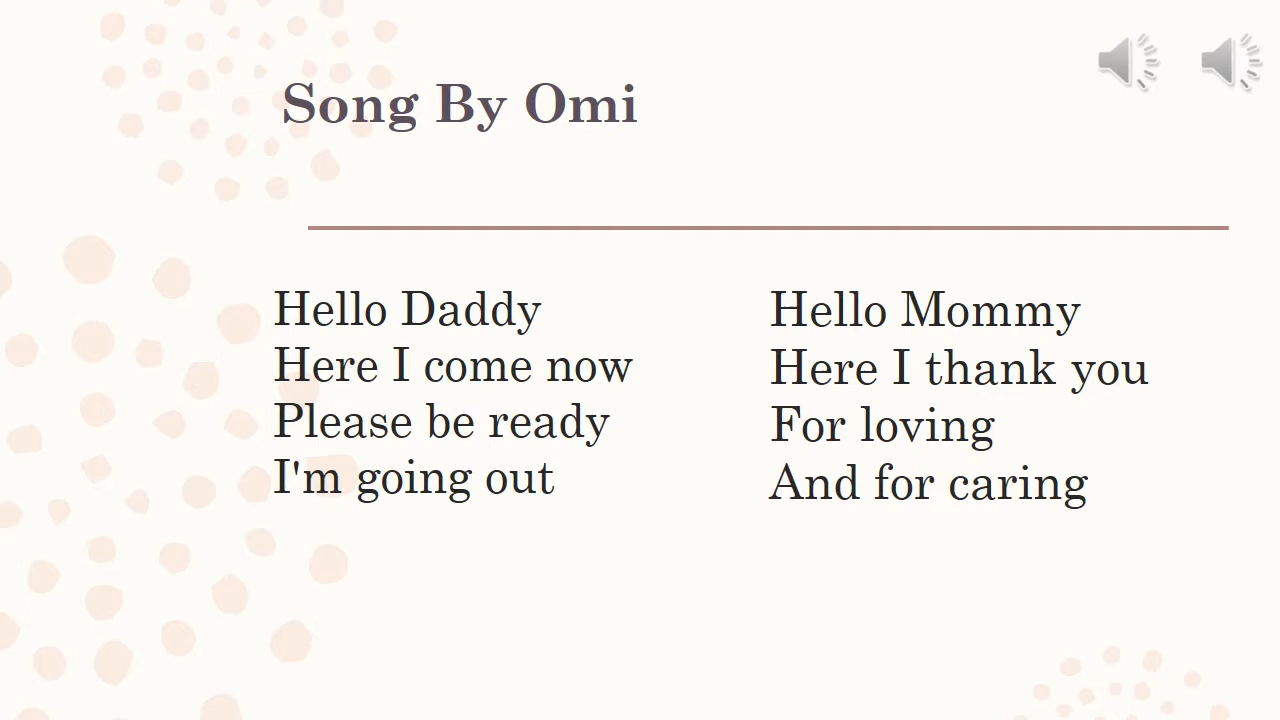 Song By Omi
Hello Daddy
Here I come now
Please be ready
I'm going out
Hello Mommy
Here I thank you
For loving
And for caring